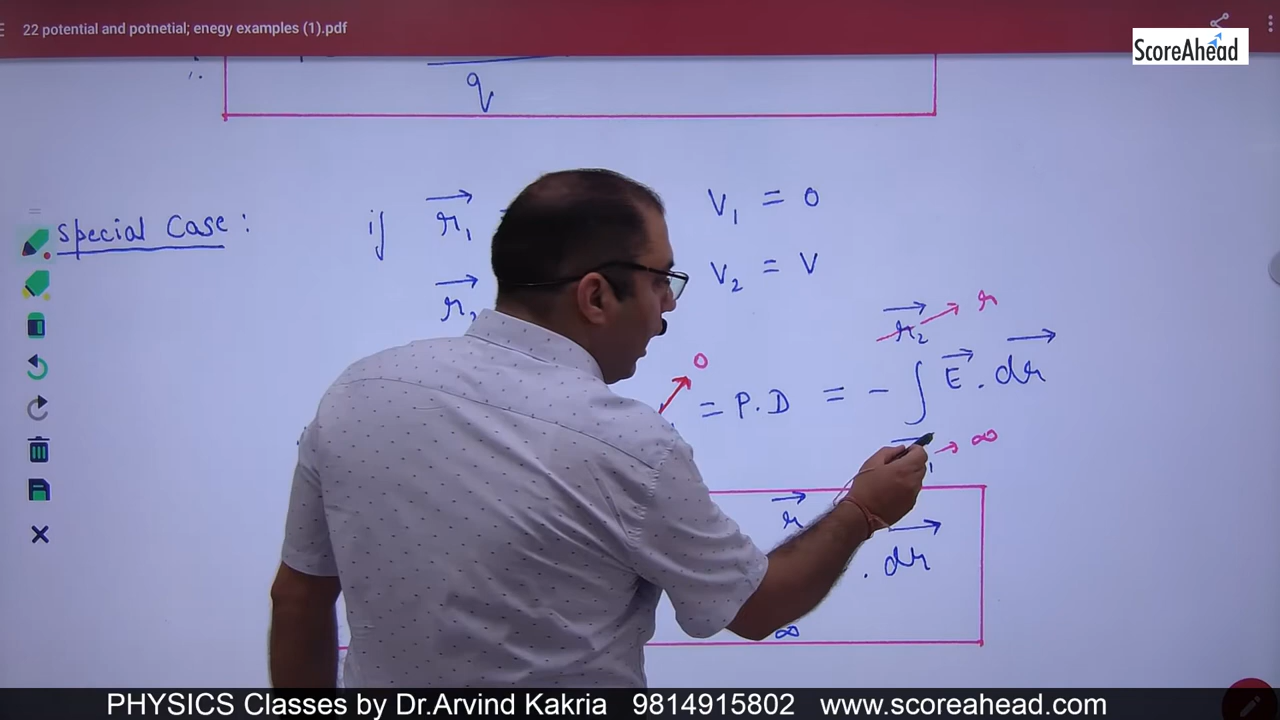 22 potential and potnetial; enegy examples (1).pdf
ScoreAhead
q
Special Case : if r₁ V₁ = 0
r₂ V₂ = V
r₂ → r
0
= P.D = - ∫ E . dr
₁ → ∞
r
. dr
∞
PHYSICS Classes by Dr.Arvind Kakria 9814915802 www.scoreahead.com